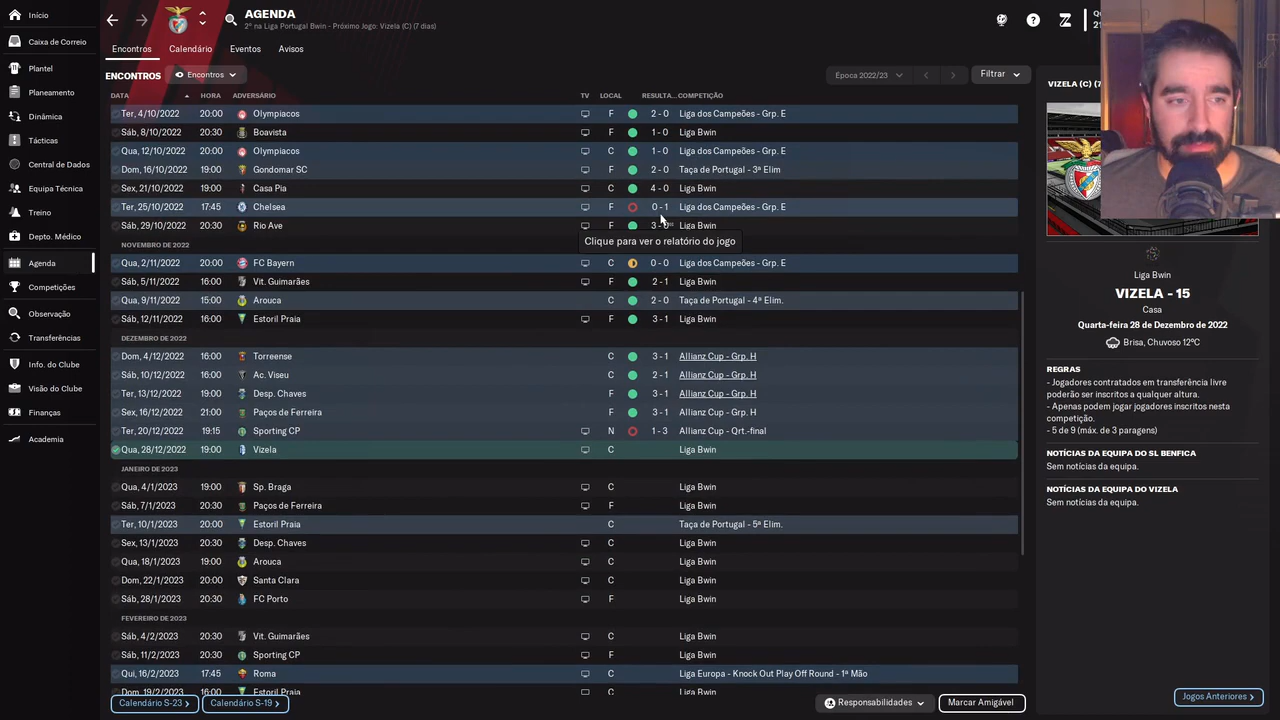 Início
Caixa de Correio
Plantel
Planeamento
Dinâmica
Tácticas
Central de Dados
Equipa Técnica
Treino
Depto. Médico
Agenda
Competições
Observação
Transferências
Info. do Clube
Visão do Clube
Finanças
Academia
AGENDA
2º na Liga Portugal Bwin - Próximo Jogo: Vizela (C) (7 dias)
Encontros Calendário Eventos Avisos
ENCONTROS Encontros Época 2022/23 Filtrar
DATA HORA ADVERSÁRIO TV LOCAL RESULTA... COMPETIÇÃO
Ter, 4/10/2022 20:00 Olympiacos F 2 - 0 Liga dos Campeões - Grp. E
Sáb, 8/10/2022 20:30 Boavista F 1 - 0 Liga Bwin
Qua, 12/10/2022 20:00 Olympiacos C 1 - 0 Liga dos Campeões - Grp. E
Dom, 16/10/2022 20:00 Gondomar SC F 2 - 0 Taça de Portugal - 3ª Elim
Sex, 21/10/2022 19:00 Casa Pia C 4 - 0 Liga Bwin
Ter, 25/10/2022 17:45 Chelsea F 0 - 1 Liga dos Campeões - Grp. E
Sáb, 29/10/2022 20:30 Rio Ave F 3 - 0 Liga Bwin
Clique para ver o relatório do jogo
NOVEMBRO DE 2022
Qua, 2/11/2022 20:00 FC Bayern C 0 - 0 Liga dos Campeões - Grp. E
Sáb, 5/11/2022 16:00 Vit. Guimarães F 2 - 1 Liga Bwin
Qua, 9/11/2022 15:00 Arouca C 2 - 0 Taça de Portugal - 4ª Elim.
Sáb, 12/11/2022 16:00 Estoril Praia F 3 - 1 Liga Bwin
DEZEMBRO DE 2022
Dom, 4/12/2022 16:00 Torreense C 3 - 1 Allianz Cup - Grp. H
Sáb, 10/12/2022 16:00 Ac. Viseu C 2 - 1 Allianz Cup - Grp. H
Ter, 13/12/2022 16:00 Desp. Chaves F 3 - 1 Allianz Cup - Grp. H
Sex, 16/12/2022 21:00 Paços de Ferreira F 3 - 1 Allianz Cup - Grp. H
Ter, 20/12/2022 19:15 Sporting CP N 1 - 3 Allianz Cup - Qrt.-final
Qua, 28/12/2022 19:00 Vizela C Liga Bwin
JANEIRO DE 2023
Qua, 4/1/2023 19:00 Sp. Braga C Liga Bwin
Sáb, 7/1/2023 20:30 Paços de Ferreira F Liga Bwin
Ter, 10/1/2023 20:00 Estoril Praia C Taça de Portugal - 5ª Elim.
Sex, 13/1/2023 20:30 Desp. Chaves C Liga Bwin
Qua, 18/1/2023 19:00 Arouca C Liga Bwin
Dom, 22/1/2023 20:00 Santa Clara C Liga Bwin
Sáb, 28/1/2023 20:30 FC Porto F Liga Bwin
FEVEREIRO DE 2023
Sáb, 4/2/2023 20:30 Vit. Guimarães C Liga Bwin
Sáb, 11/2/2023 20:30 Sporting CP F Liga Bwin
Qui, 16/2/2023 17:45 Roma C Liga Europa - Knock Out Play Off Round - 1ª Mão
Dom, 19/2/2023 16:00 Estoril Praia C Liga Bwin
Calendário S-23 Calendário S-19 Responsabilidades Marcar Amigável
VIZELA (C) (7
Liga Bwin
VIZELA - 15
Casa
Quarta-feira 28 de Dezembro de 2022
Brisa, Chuvoso 12ºC
REGRAS
- Jogadores contratados em transferência livre
poderão ser inscritos a qualquer altura.
- Apenas podem jogar jogadores inscritos nesta
competição.
- 5 de 9 (máx. de 3 paragens)
NOTÍCIAS DA EQUIPA DO SL BENFICA
Sem notícias da equipa.
NOTÍCIAS DA EQUIPA DO VIZELA
Sem notícias da equipa.
Jogos Anteriores